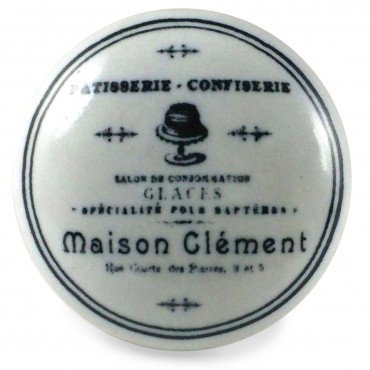 PATISSERIE - CONFISERIE
SALON DE CONSOMMATION
GLACES
- SPÉCIALITÉ POUR BAPTÊMES -
Maison Clément
Rue Courte des Pierres, 3 et 5